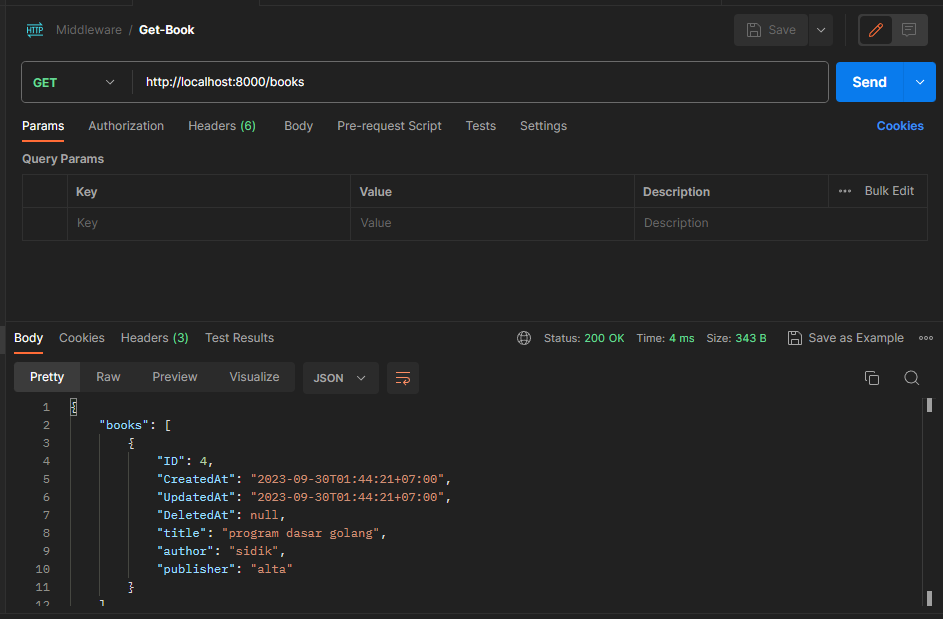 HTTP Middleware / Get-Book Save
GET http://localhost:8000/books Send
Params Authorization Headers (6) Body Pre-request Script Tests Settings Cookies
Query Params
Key Value Description ••• Bulk Edit
Key Value Description
Body Cookies Headers (3) Test Results Status: 200 OK Time: 4 ms Size: 343 B Save as Example •••
Pretty Raw Preview Visualize JSON
1 {
2 "books": [
3 {
4 "ID": 4,
5 "CreatedAt": "2023-09-30T01:44:21+07:00",
6 "UpdatedAt": "2023-09-30T01:44:21+07:00",
7 "DeletedAt": null,
8 "title": "program dasar golang",
9 "author": "sidik",
10 "publisher": "alta"
11 }
12 ]